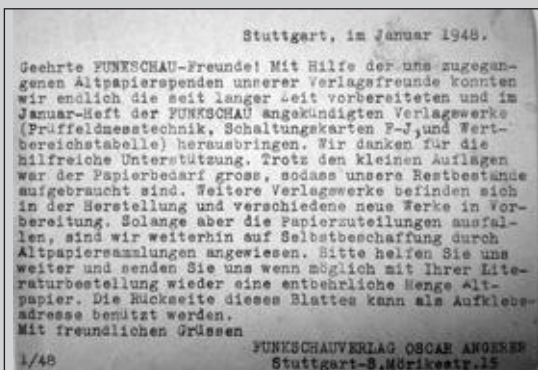 Stuttgart, im Januar 1948.
Geehrte FUNKSCHAU-Freunde! Mit Hilfe der uns zugegan-
genen Altpapierspenden unserer Verlagsfreunde konnten
wir endlich die seit langer Zeit vorbereiteten und im
Januar-Heft der FUNKSCHAU angekündigten Verlagswerke
(Prüffeldmesstechnik, Schaltungskarten F-J,und Wert-
bereichstabelle) herausbringen. Wir danken für die
hilfreiche Unterstützung. Trotz den kleinen Auflagen
war der Papierbedarf gross, sodass unsere Restbestände
aufgebraucht sind. Weitere Verlagswerke befinden sich
in der Herstellung und verschiedene neue Werke in Vor-
bereitung. Solange aber die Papierzuteilungen ausfal-
len, sind wir weiterhin auf Selbstbeschaffung durch
Altpapiersammlungen angewiesen. Bitte helfen Sie uns
weiter und senden Sie uns wenn möglich mit Ihrer Lite-
raturbestellung wieder eine entbehrliche Menge Alt-
papier. Die Rückseite dieses Blattes kann als Aufklebe-
adresse benützt werden.
Mit freundlichen Grüssen
FUNKSCHAUVERLAG OSCAR ANGERER
1/48 Stuttgart-S,Mörikestr.15